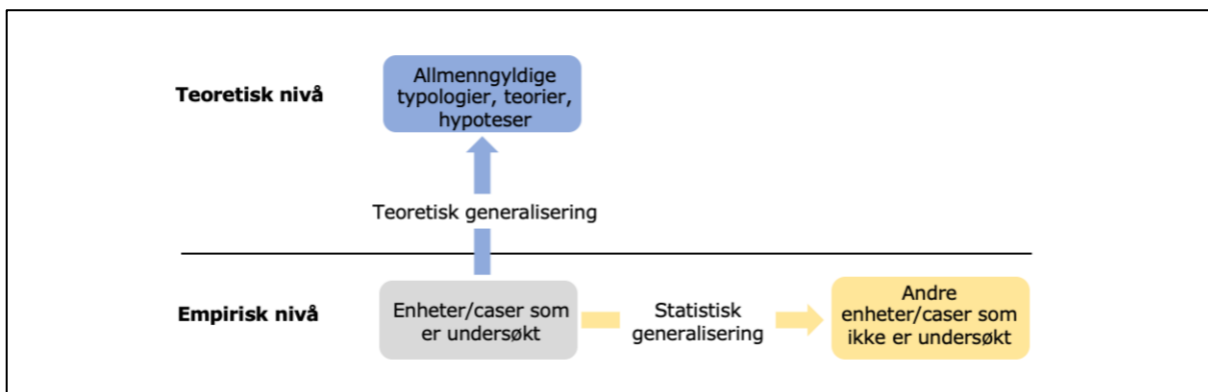 Teoretisk nivå
Allmenngyldige
typologier, teorier,
hypoteser
Teoretisk generalisering
Empirisk nivå
Enheter/caser som
er undersøkt
Statistisk
generalisering
Andre
enheter/caser som
ikke er undersøkt